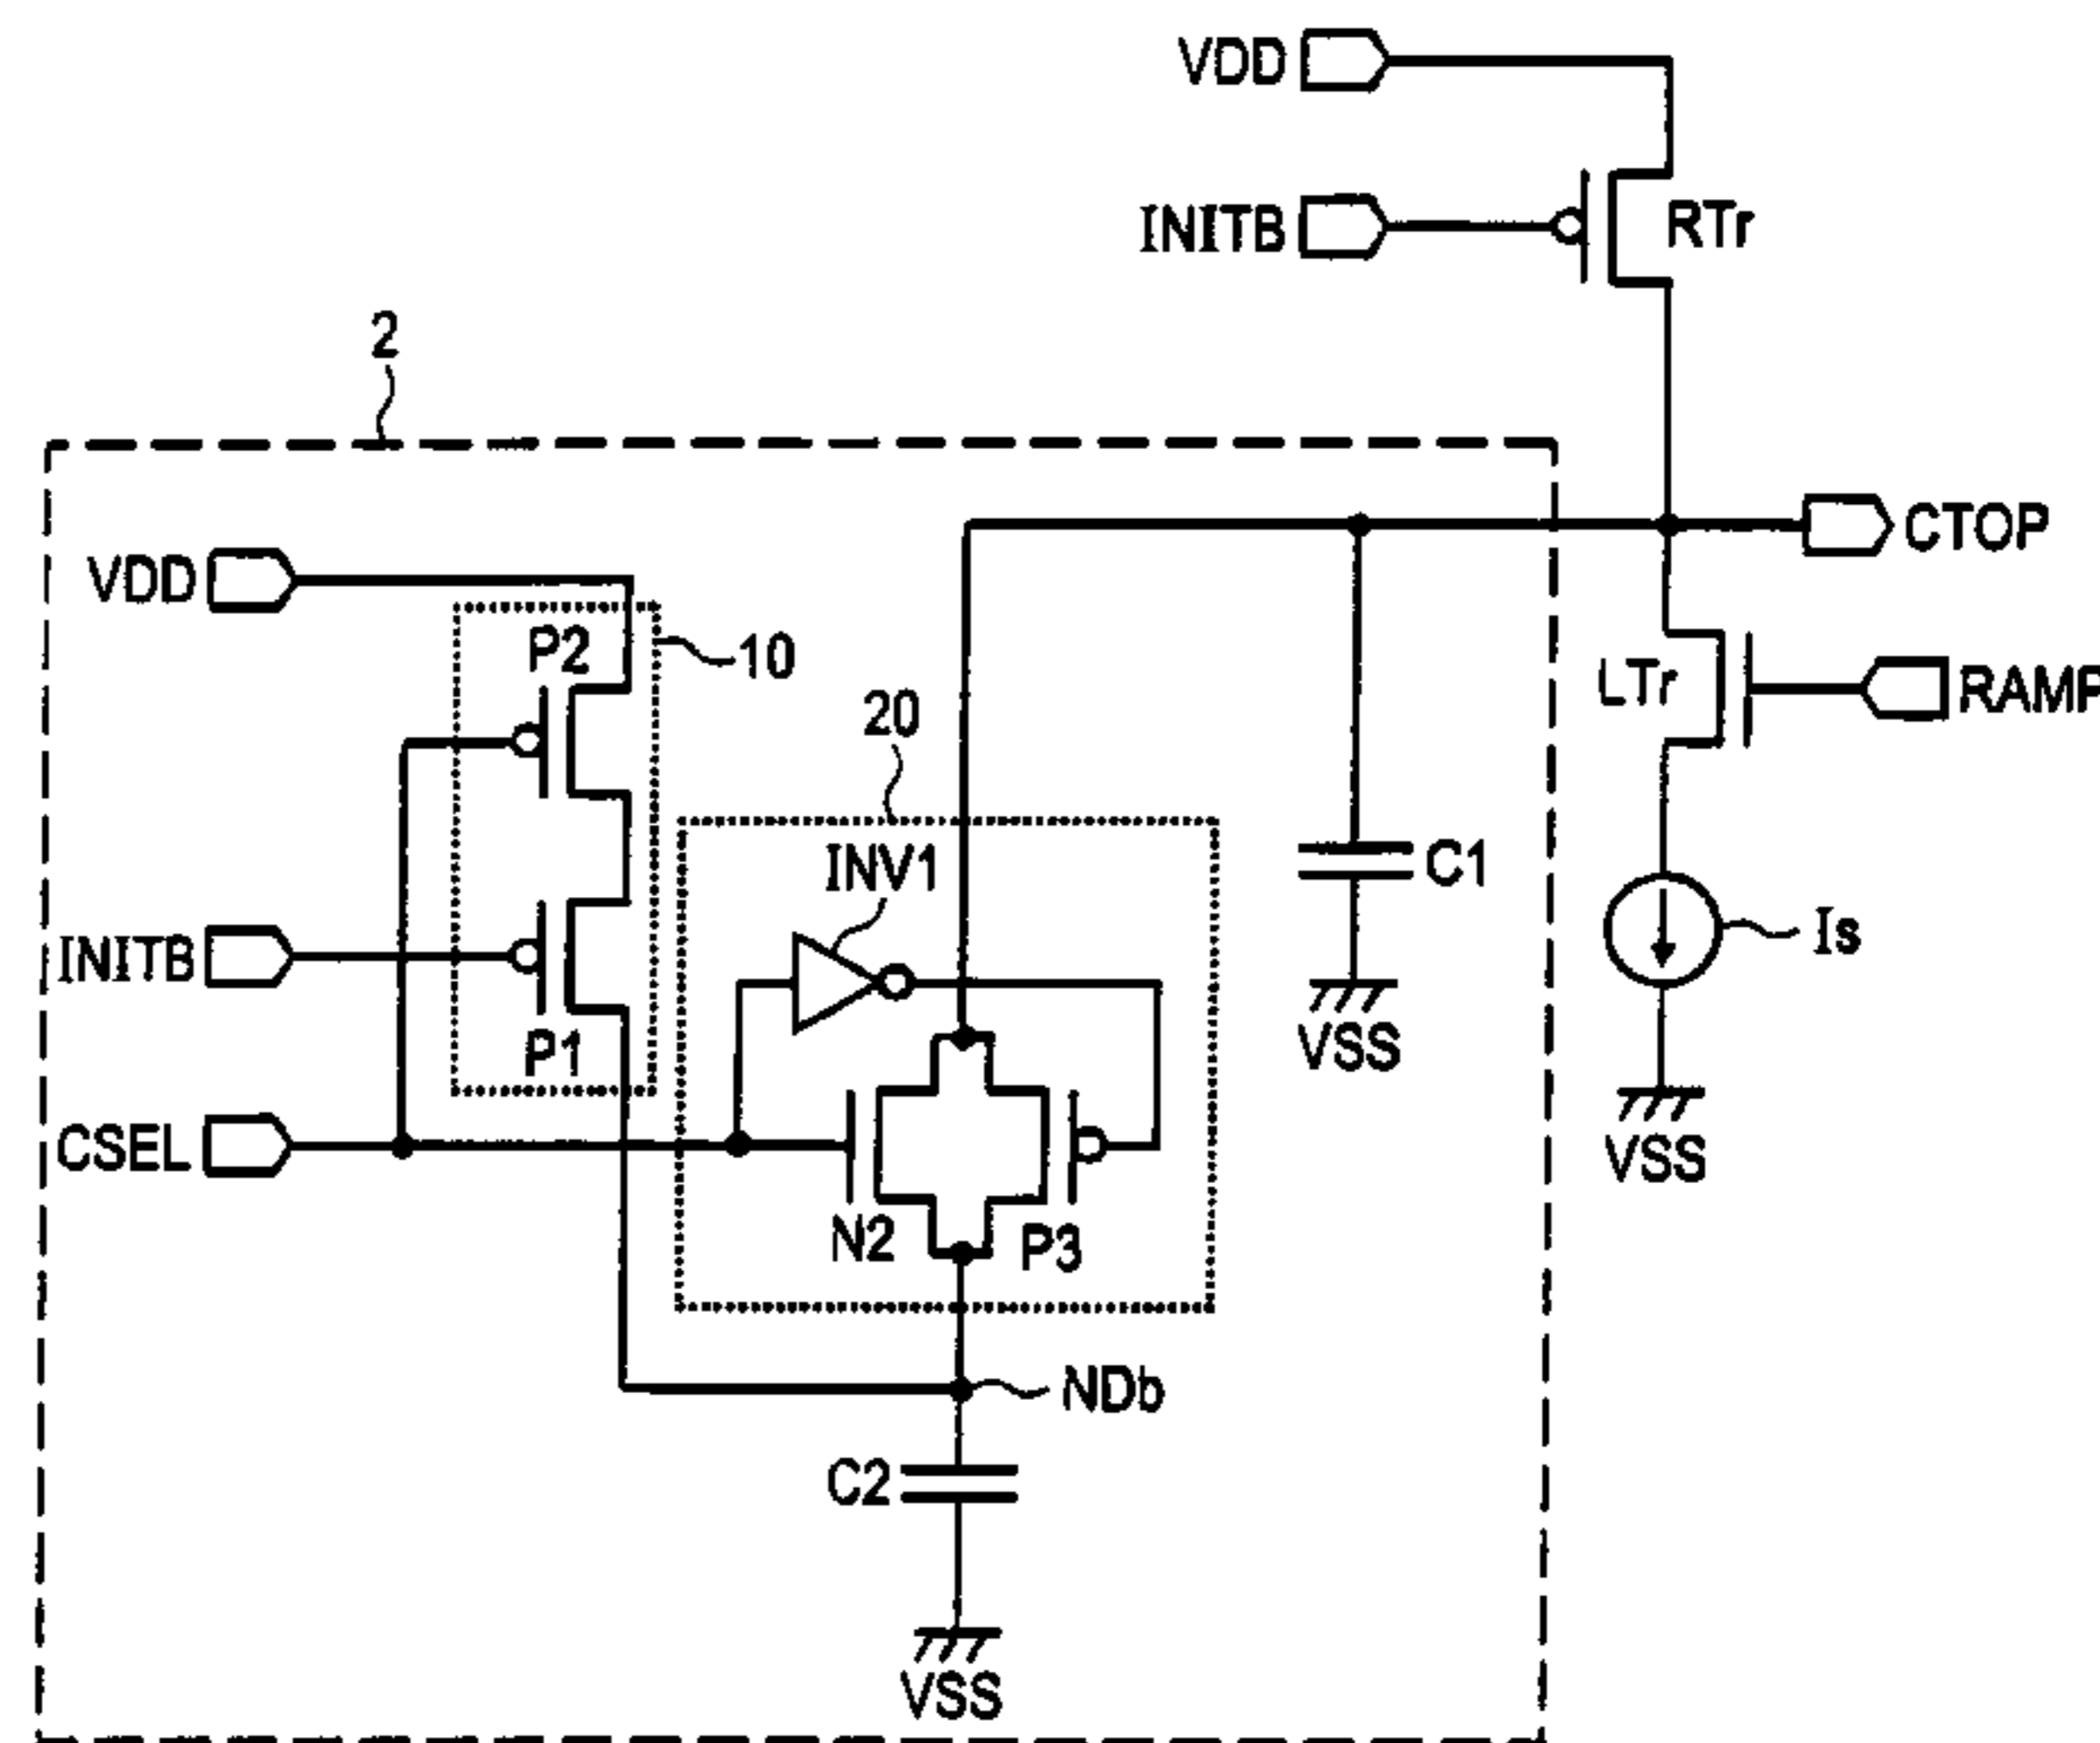 VDD
INITB
RTr
2
CTOP
VDD
P2
10
LTr
RAMP
20
INV1
C1
Is
INITB
P1
VSS
CSEL
VSS
N2
P3
NDb
C2
VSS